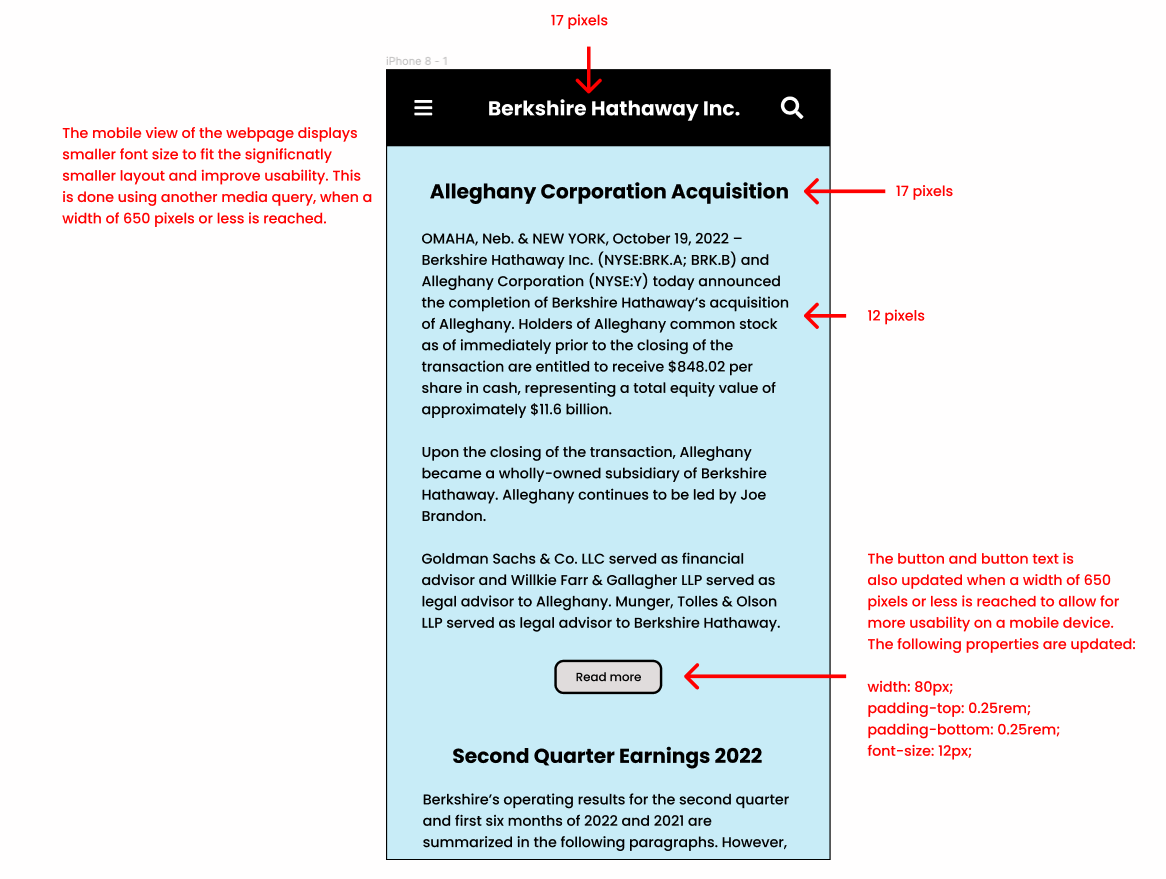 17 pixels
iPhone 8 - 1
Berkshire Hathaway Inc.
The mobile view of the webpage displays
smaller font size to fit the significnatly
smaller layout and improve usability. This
is done using another media query, when a
width of 650 pixels or less is reached.
Alleghany Corporation Acquisition
17 pixels
OMAHA, Neb. & NEW YORK, October 19, 2022 –
Berkshire Hathaway Inc. (NYSE:BRK.A; BRK.B) and
Alleghany Corporation (NYSE:Y) today announced
the completion of Berkshire Hathaway’s acquisition
of Alleghany. Holders of Alleghany common stock
as of immediately prior to the closing of the
transaction are entitled to receive $848.02 per
share in cash, representing a total equity value of
approximately $11.6 billion.
12 pixels
Upon the closing of the transaction, Alleghany
became a wholly-owned subsidiary of Berkshire
Hathaway. Alleghany continues to be led by Joe
Brandon.
Goldman Sachs & Co. LLC served as financial
advisor and Willkie Farr & Gallagher LLP served as
legal advisor to Alleghany. Munger, Tolles & Olson
LLP served as legal advisor to Berkshire Hathaway.
Read more
The button and button text is
also updated when a width of 650
pixels or less is reached to allow for
more usability on a mobile device.
The following properties are updated:
width: 80px;
padding-top: 0.25rem;
padding-bottom: 0.25rem;
font-size: 12px;
Second Quarter Earnings 2022
Berkshire’s operating results for the second quarter
and first six months of 2022 and 2021 are
summarized in the following paragraphs. However,